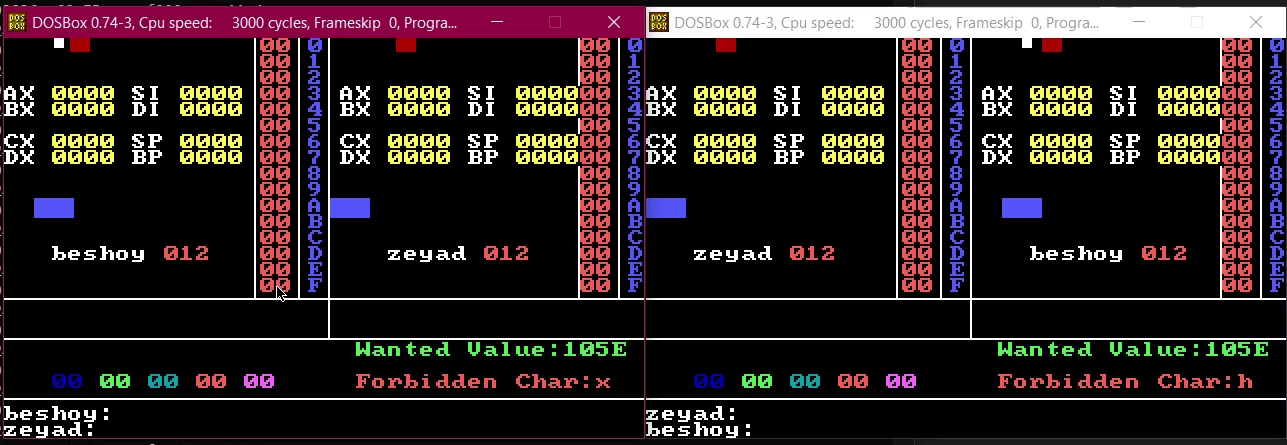 DOSBox 0.74-3, Cpu speed: 3000 cycles, Frameskip 0, Progra...
00 0 00 0
00 1 00 1
00 2 00 2
AX 0000 SI 0000 00 3 AX 0000 SI 0000 00 3
BX 0000 DI 0000 00 4 BX 0000 DI 0000 00 4
00 5 00 5
CX 0000 SP 0000 00 6 CX 0000 SP 0000 00 6
DX 0000 BP 0000 00 7 DX 0000 BP 0000 00 7
00 8 00 8
00 9 00 9
00 A 00 A
00 B 00 B
00 C 00 C
beshoy 012 00 D zeyad 012 00 D
00 E 00 E
00 F 00 F
Wanted Value:105E
00 00 00 00 00 Forbidden Char:x
beshoy:
zeyad:
DOSBox 0.74-3, Cpu speed: 3000 cycles, Frameskip 0, Progra...
00 0 00 0
00 1 00 1
00 2 00 2
AX 0000 SI 0000 00 3 AX 0000 SI 0000 00 3
BX 0000 DI 0000 00 4 BX 0000 DI 0000 00 4
00 5 00 5
CX 0000 SP 0000 00 6 CX 0000 SP 0000 00 6
DX 0000 BP 0000 00 7 DX 0000 BP 0000 00 7
00 8 00 8
00 9 00 9
00 A 00 A
00 B 00 B
00 C 00 C
zeyad 012 00 D beshoy 012 00 D
00 E 00 E
00 F 00 F
Wanted Value:105E
00 00 00 00 00 Forbidden Char:h
zeyad:
beshoy: